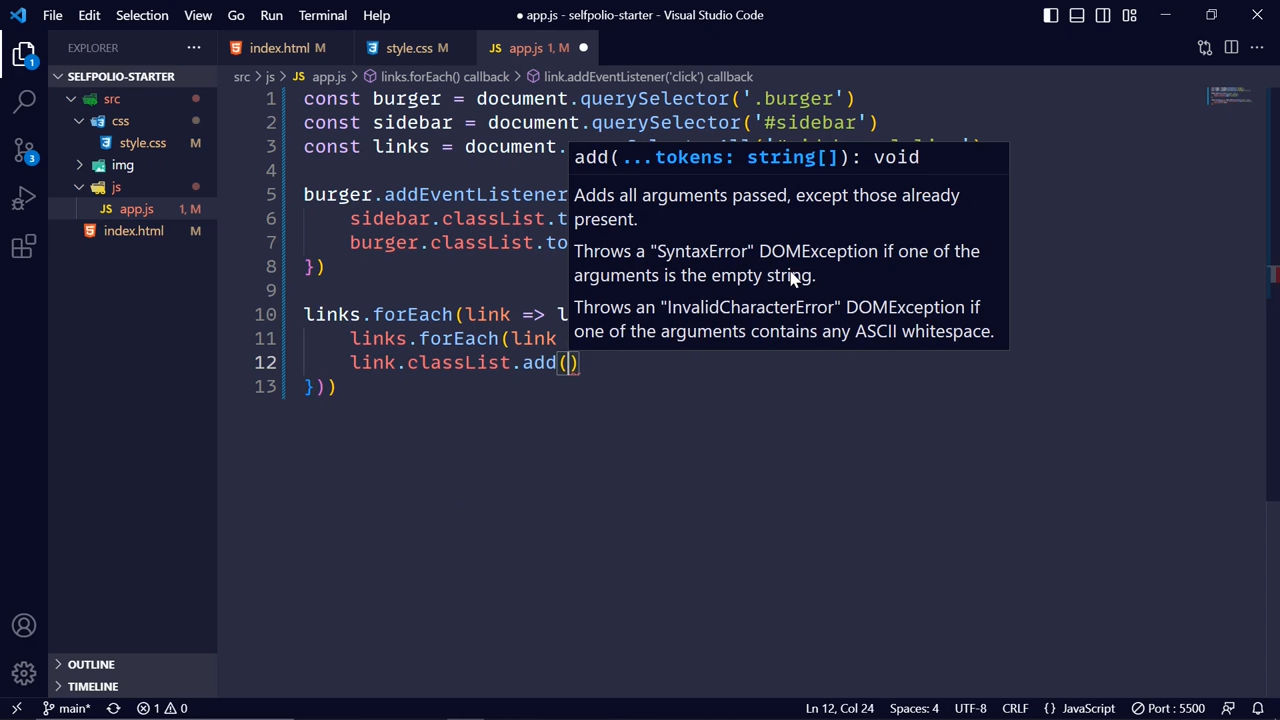 File Edit Selection View Go Run Terminal Help
● app.js - selfpolio-starter - Visual Studio Code
EXPLORER
index.html M
style.css M
JS app.js 1, M
SELFPOLIO-STARTER
src
css
style.css M
img
js
JS app.js 1, M
index.html M
OUTLINE
TIMELINE
src > js > JS app.js > links.forEach() callback > link.addEventListener('click') callback
1 const burger = document.querySelector('.burger')
2 const sidebar = document.querySelector('#sidebar')
3 const links = document.
4
5 burger.addEventListener
6 sidebar.classList.t
7 burger.classList.to
8 })
9
10 links.forEach(link => l
11 links.forEach(link
12 link.classList.add()
13 }))
add(...tokens: string[]): void
Adds all arguments passed, except those already
present.
Throws a "SyntaxError" DOMException if one of the
arguments is the empty string.
Throws an "InvalidCharacterError" DOMException if
one of the arguments contains any ASCII whitespace.
1
3
main* 1 0
Ln 12, Col 24 Spaces: 4 UTF-8 CRLF {} JavaScript Port : 5500